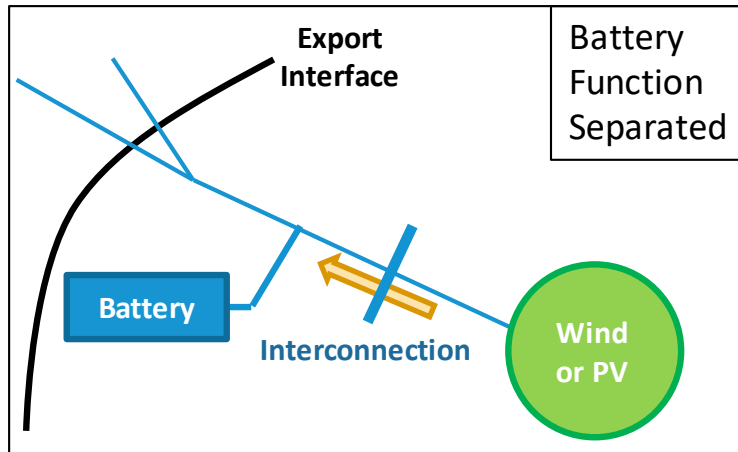 Export
Interface
Battery
Function
Separated
Battery
Interconnection
Wind
or PV